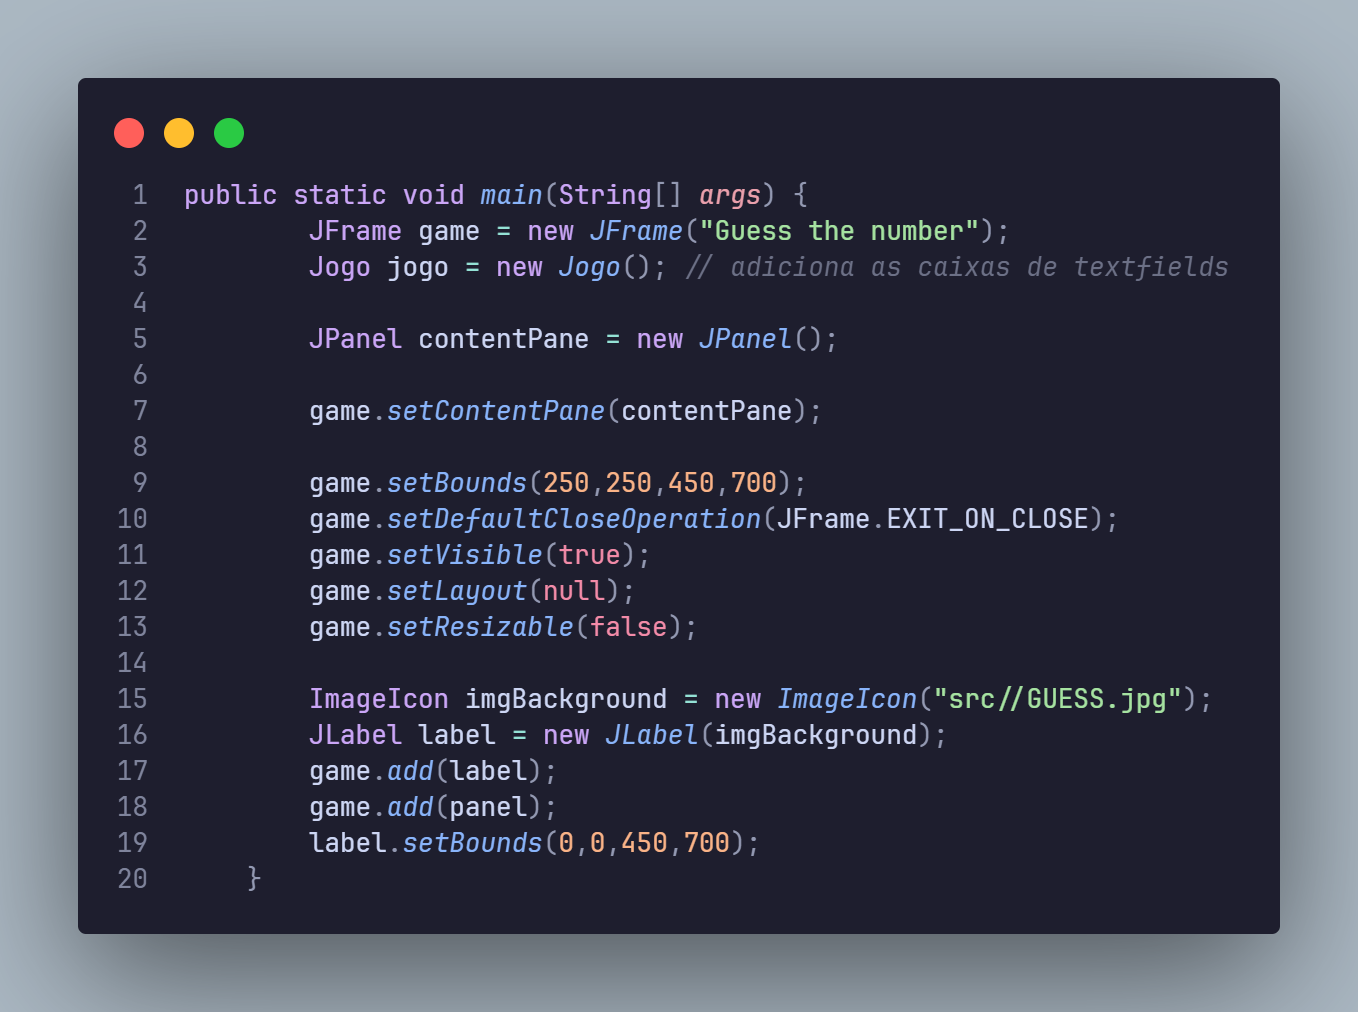 1 public static void main(String[] args) {
2 JFrame game = new JFrame("Guess the number");
3 Jogo jogo = new Jogo(); // adiciona as caixas de textfields
4
5 JPanel contentPane = new JPanel();
6
7 game.setContentPane(contentPane);
8
9 game.setBounds(250,250,450,700);
10 game.setDefaultCloseOperation(JFrame.EXIT_ON_CLOSE);
11 game.setVisible(true);
12 game.setLayout(null);
13 game.setResizable(false);
14
15 ImageIcon imgBackground = new ImageIcon("src//GUESS.jpg");
16 JLabel label = new JLabel(imgBackground);
17 game.add(label);
18 game.add(panel);
19 label.setBounds(0,0,450,700);
20 }